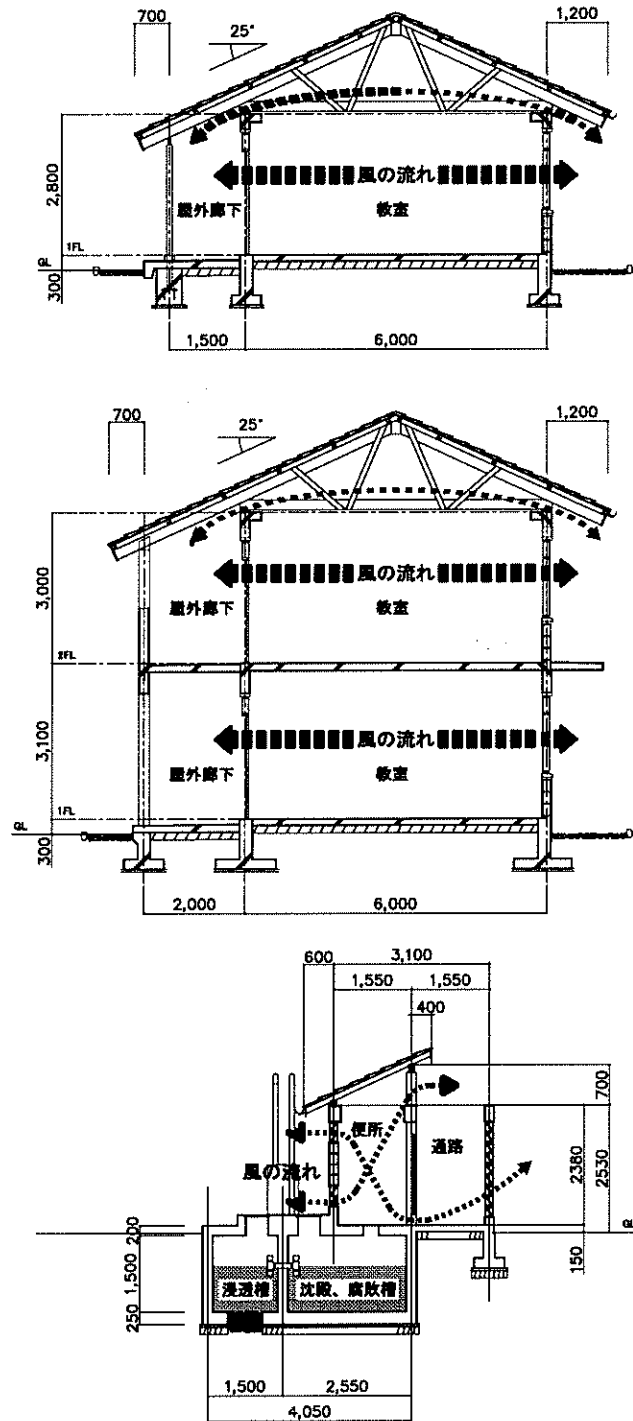 700
1,200
25°
2,800
風の流れ
屋外廊下
教室
1FL
GL
300
1,500
6,000
700
25°
1,200
3,000
風の流れ
屋外廊下
教室
2FL
3,100
風の流れ
屋外廊下
教室
1FL
GL
300
2,000
6,000
600
3,100
1,550
1,550
400
700
便所
通路
風の流れ
2380
2530
GL
200
1,500
浸透槽
沈殿、腐敗槽
150
250
1,500
2,550
4,050